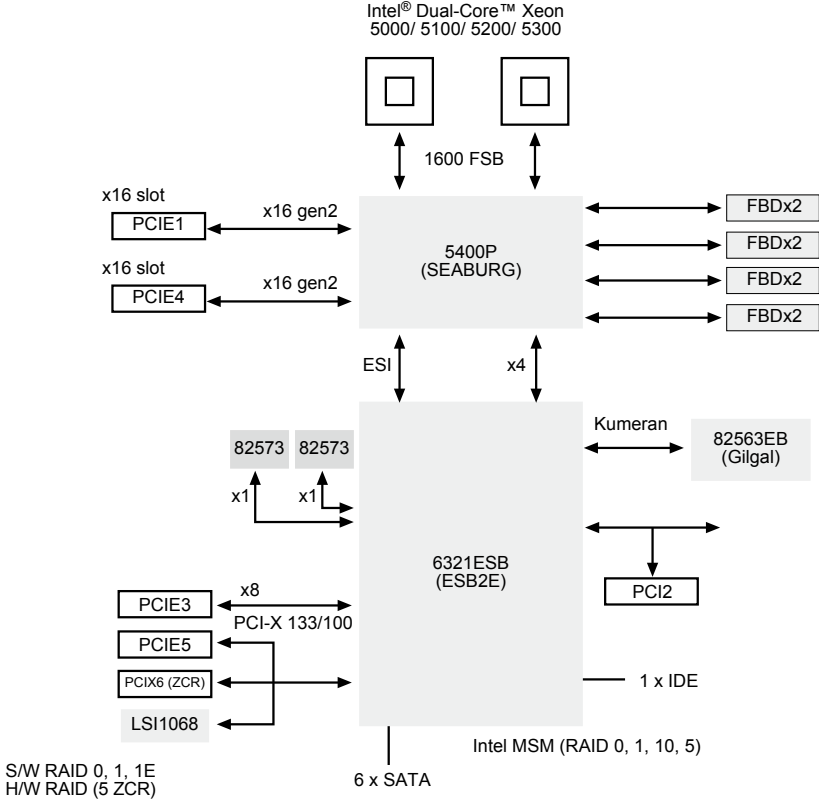 Intel® Dual-Core™ Xeon
5000/ 5100/ 5200/ 5300
1600 FSB
x16 slot
PCIE1
x16 gen2
x16 slot
PCIE4
x16 gen2
5400P
(SEABURG)
FBDx2
FBDx2
FBDx2
FBDx2
ESI
x4
82573
82573
x1
x1
Kumeran
82563EB
(Gilgal)
6321ESB
(ESB2E)
PCI2
PCIE3
x8
PCI-X 133/100
PCIE5
PCIX6 (ZCR)
LSI1068
1 x IDE
Intel MSM (RAID 0, 1, 10, 5)
6 x SATA
S/W RAID 0, 1, 1E
H/W RAID (5 ZCR)